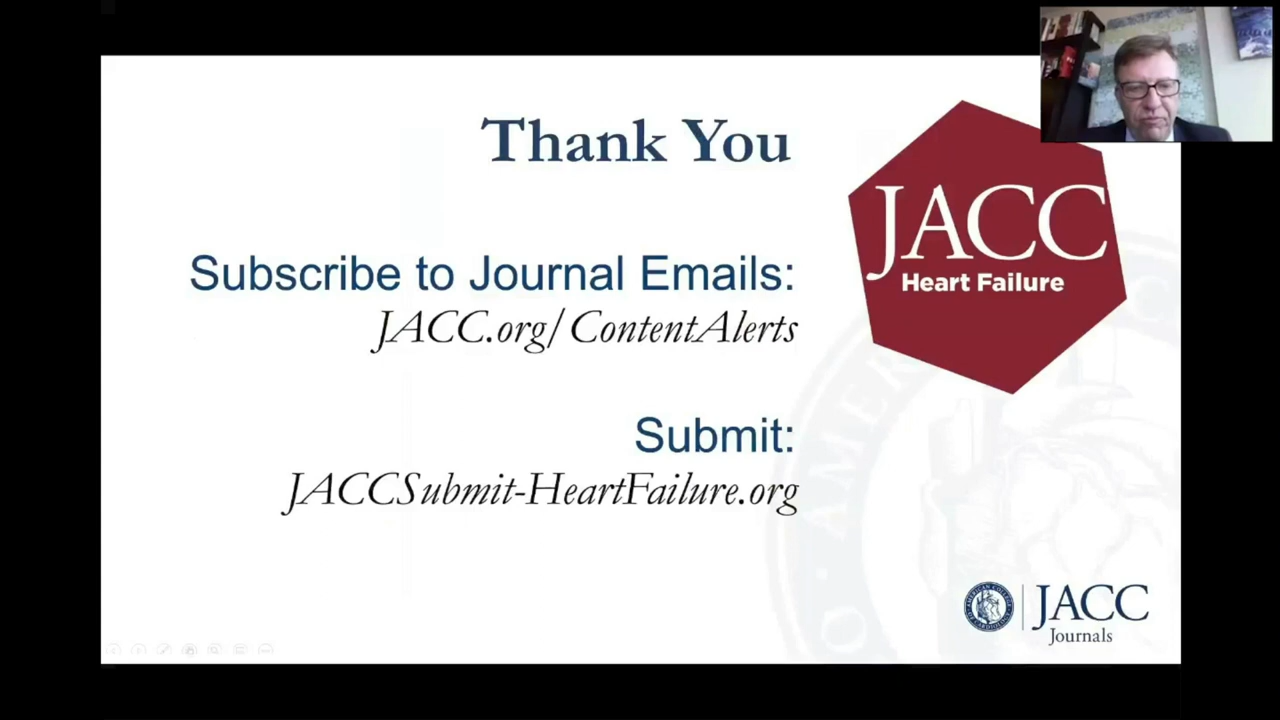 Thank You
JACC
Heart Failure
Subscribe to Journal Emails:
JACC.org/ContentAlerts
Submit:
JACCSubmit-HeartFailure.org
JACC
Journals